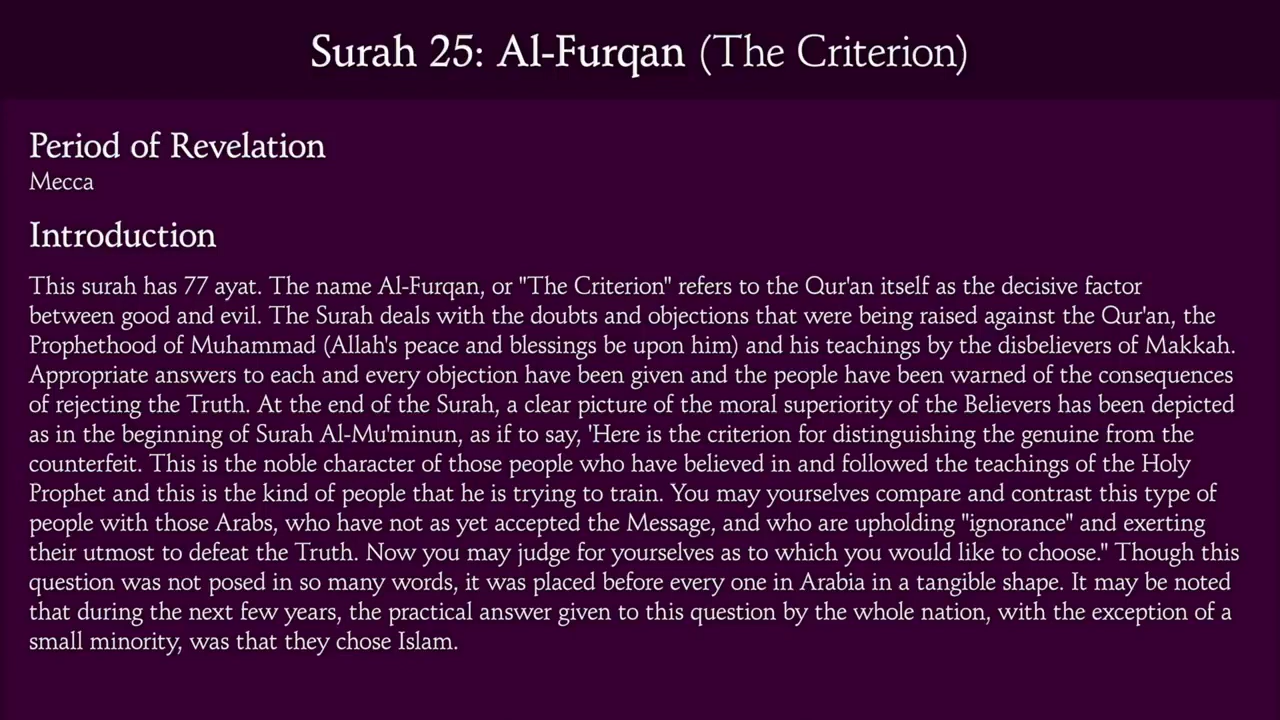 Surah 25: Al-Furqan (The Criterion)
Period of Revelation
Mecca
Introduction
This surah has 77 ayat. The name Al-Furqan, or "The Criterion" refers to the Qur'an itself as the decisive factor
between good and evil. The Surah deals with the doubts and objections that were being raised against the Qur'an, the
Prophethood of Muhammad (Allah's peace and blessings be upon him) and his teachings by the disbelievers of Makkah.
Appropriate answers to each and every objection have been given and the people have been warned of the consequences
of rejecting the Truth. At the end of the Surah, a clear picture of the moral superiority of the Believers has been depicted
as in the beginning of Surah Al-Mu'minun, as if to say, 'Here is the criterion for distinguishing the genuine from the
counterfeit. This is the noble character of those people who have believed in and followed the teachings of the Holy
Prophet and this is the kind of people that he is trying to train. You may yourselves compare and contrast this type of
people with those Arabs, who have not as yet accepted the Message, and who are upholding "ignorance" and exerting
their utmost to defeat the Truth. Now you may judge for yourselves as to which you would like to choose." Though this
question was not posed in so many words, it was placed before every one in Arabia in a tangible shape. It may be noted
that during the next few years, the practical answer given to this question by the whole nation, with the exception of a
small minority, was that they chose Islam.